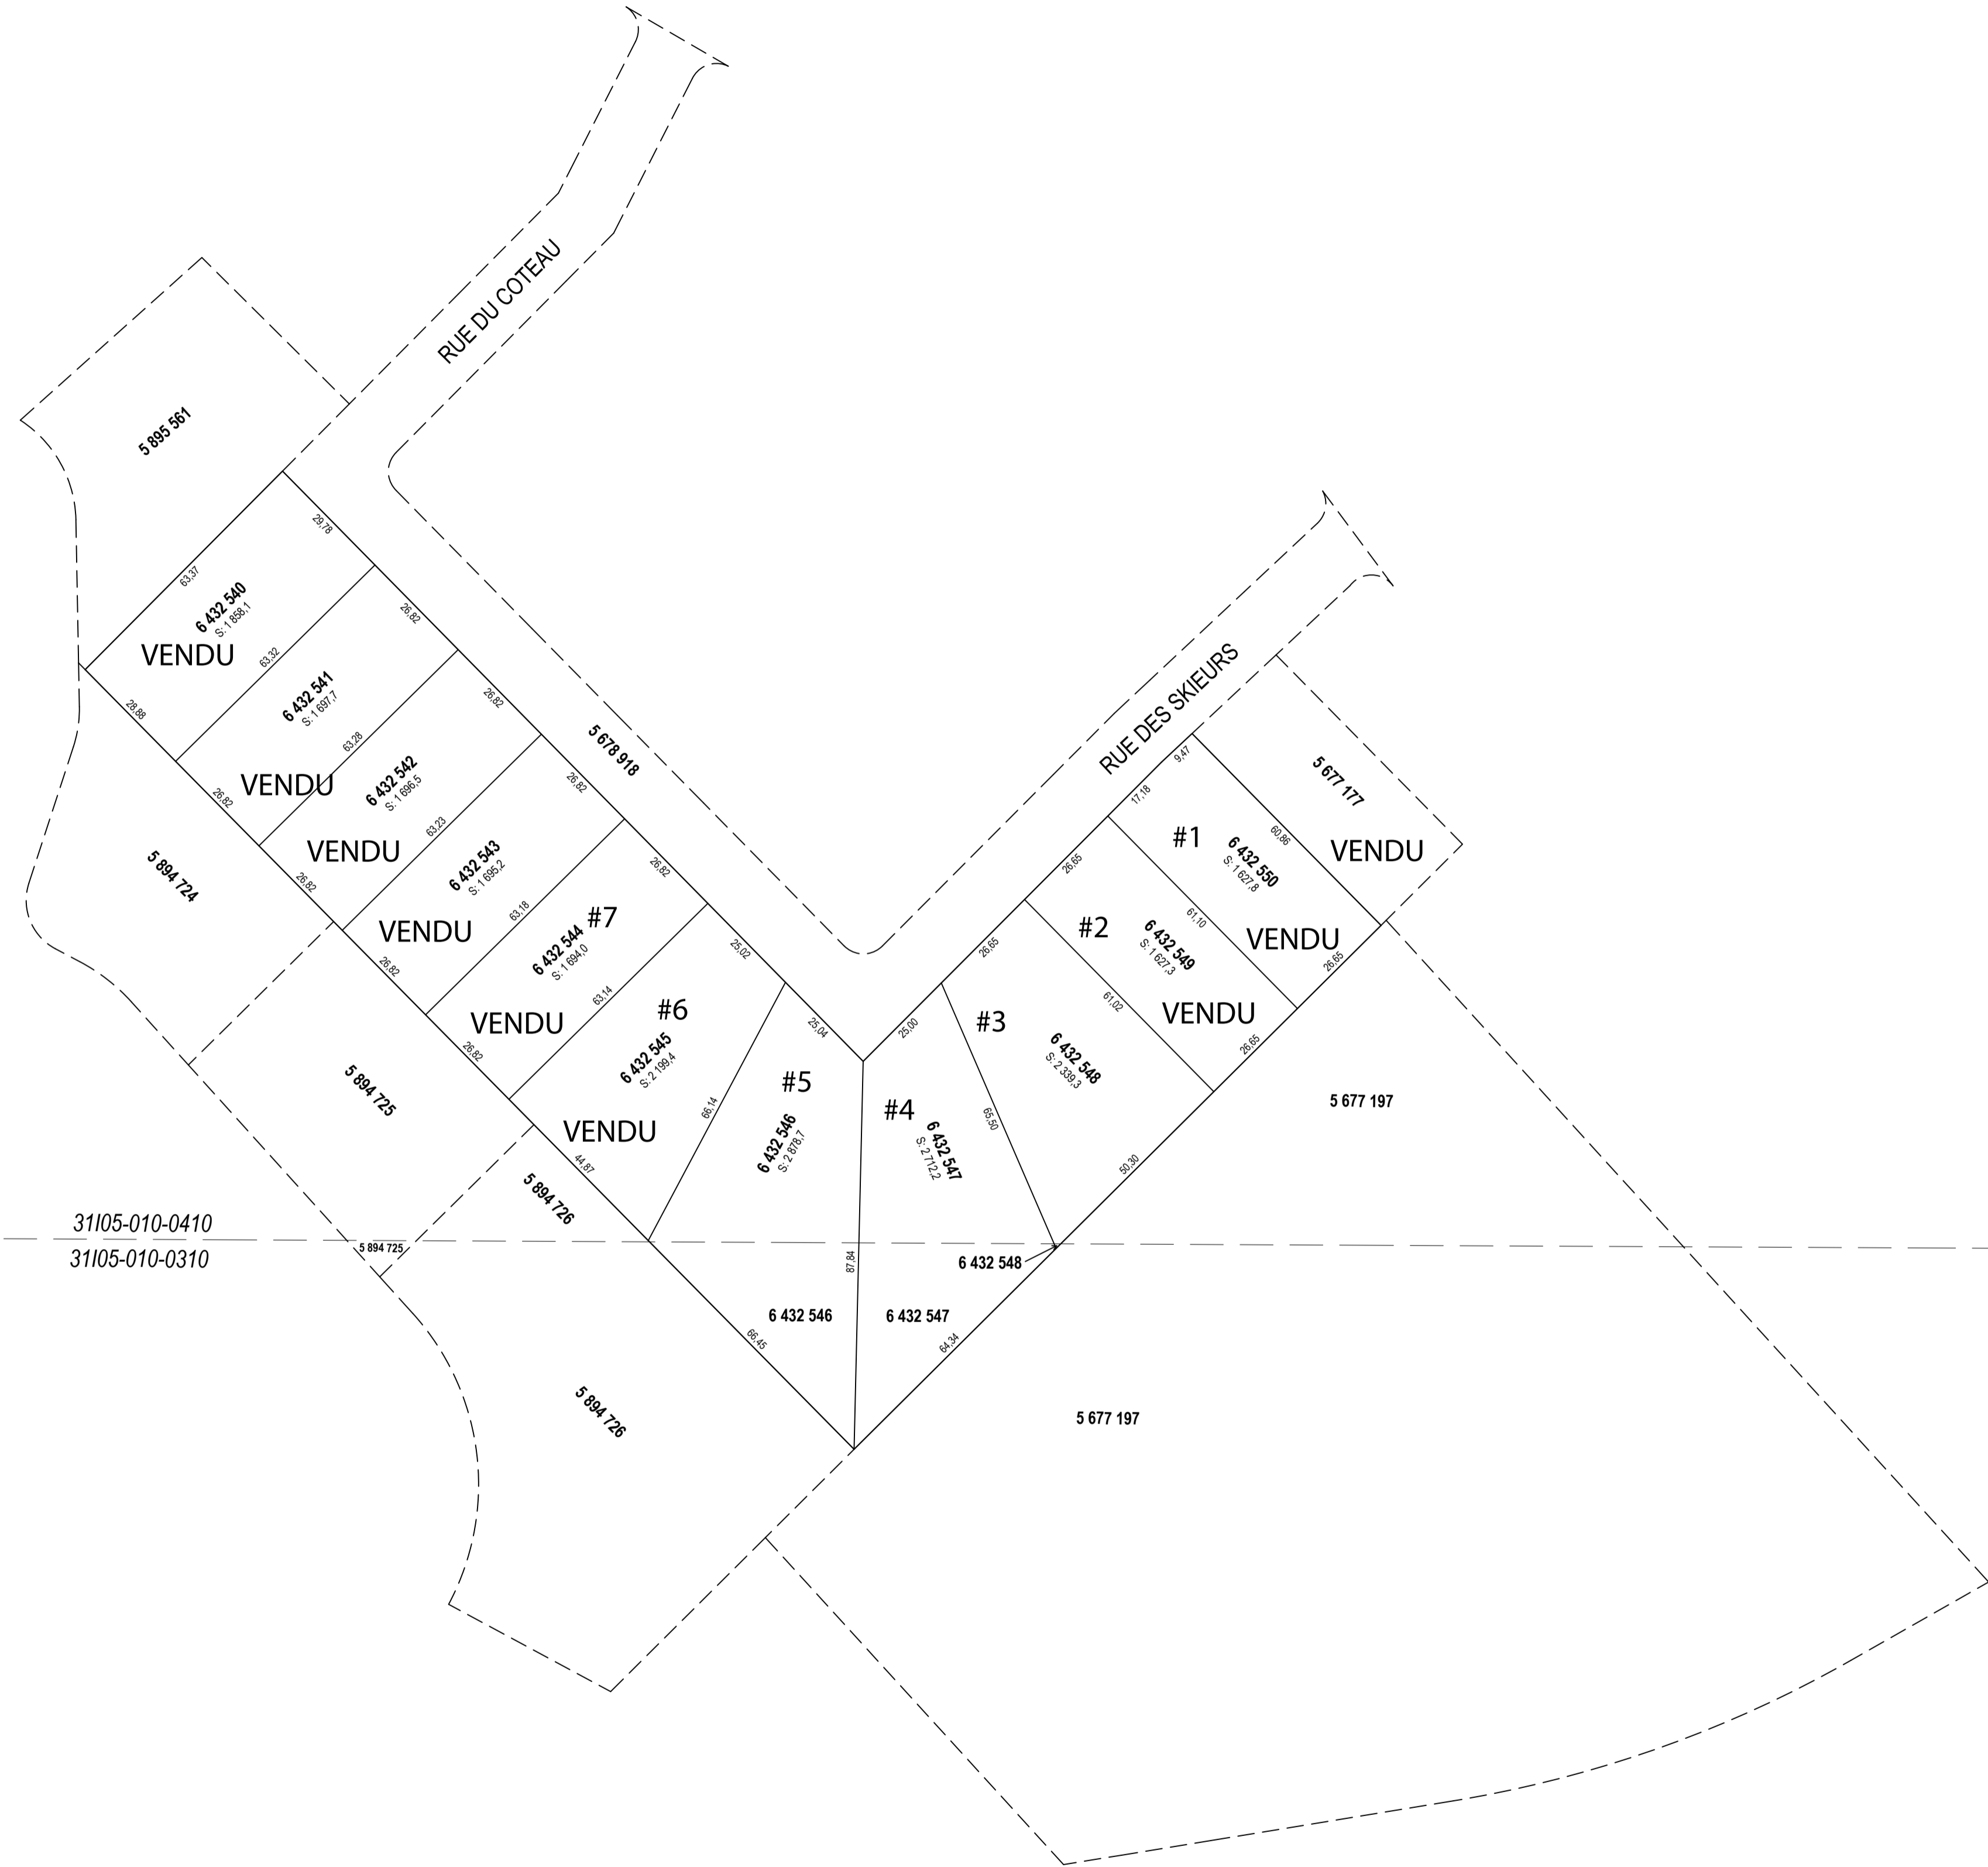 RUE DU COTEAU
5 895 561
29,78
63,37
6 432 540
S: 1 858,1
VENDU
28,88
26,82
63,32
6 432 541
S: 1 697,7
VENDU
26,82
26,82
63,28
6 432 542
S: 1 696,5
VENDU
26,82
26,82
63,23
6 432 543
S: 1 695,2
VENDU
26,82
26,82
63,18
#7
6 432 544
S: 1 694,0
VENDU
26,82
25,02
63,14
#6
6 432 545
S: 2 199,4
VENDU
44,87
25,04
66,14
#5
6 432 546
S: 2 878,7
5 678 918
RUE DES SKIEURS
9,47
17,18
5 677 177
VENDU
60,86
#1
6 432 550
S: 1 627,8
VENDU
26,65
26,65
61,10
#2
6 432 549
S: 1 627,3
VENDU
26,65
26,65
61,02
#3
6 432 548
S: 2 339,3
50,30
25,00
65,50
#4
6 432 547
S: 2 712,2
5 677 197
5 894 724
5 894 725
5 894 726
31I05-010-0410
31I05-010-0310
5 894 725
87,84
6 432 548
6 432 546
6 432 547
66,45
64,34
5 894 726
5 677 197